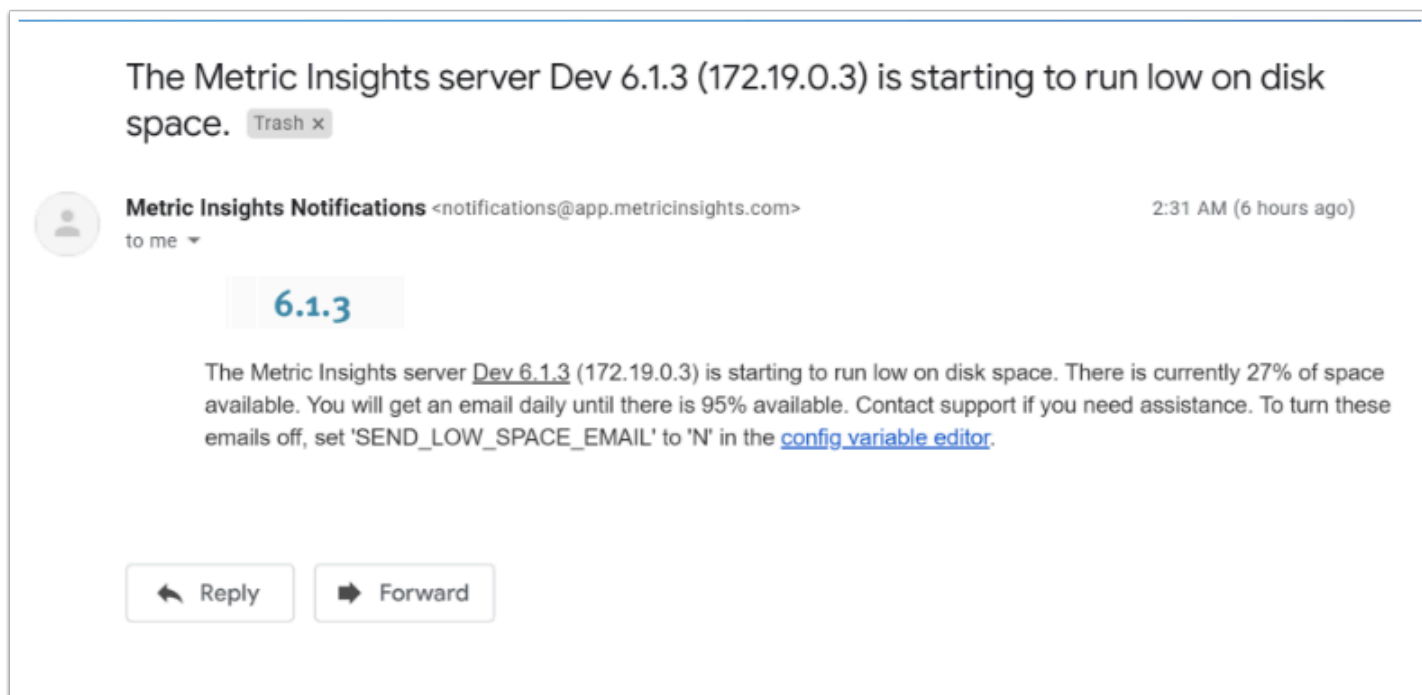 The Metric Insights server Dev 6.1.3 (172.19.0.3) is starting to run low on disk
space. Trash ×
Metric Insights Notifications <notifications@app.metricinsights.com> 2:31 AM (6 hours ago)
to me
6.1.3
The Metric Insights server Dev 6.1.3 (172.19.0.3) is starting to run low on disk space. There is currently 27% of space
available. You will get an email daily until there is 95% available. Contact support if you need assistance. To turn these
emails off, set 'SEND_LOW_SPACE_EMAIL' to 'N' in the config variable editor.
Reply Forward